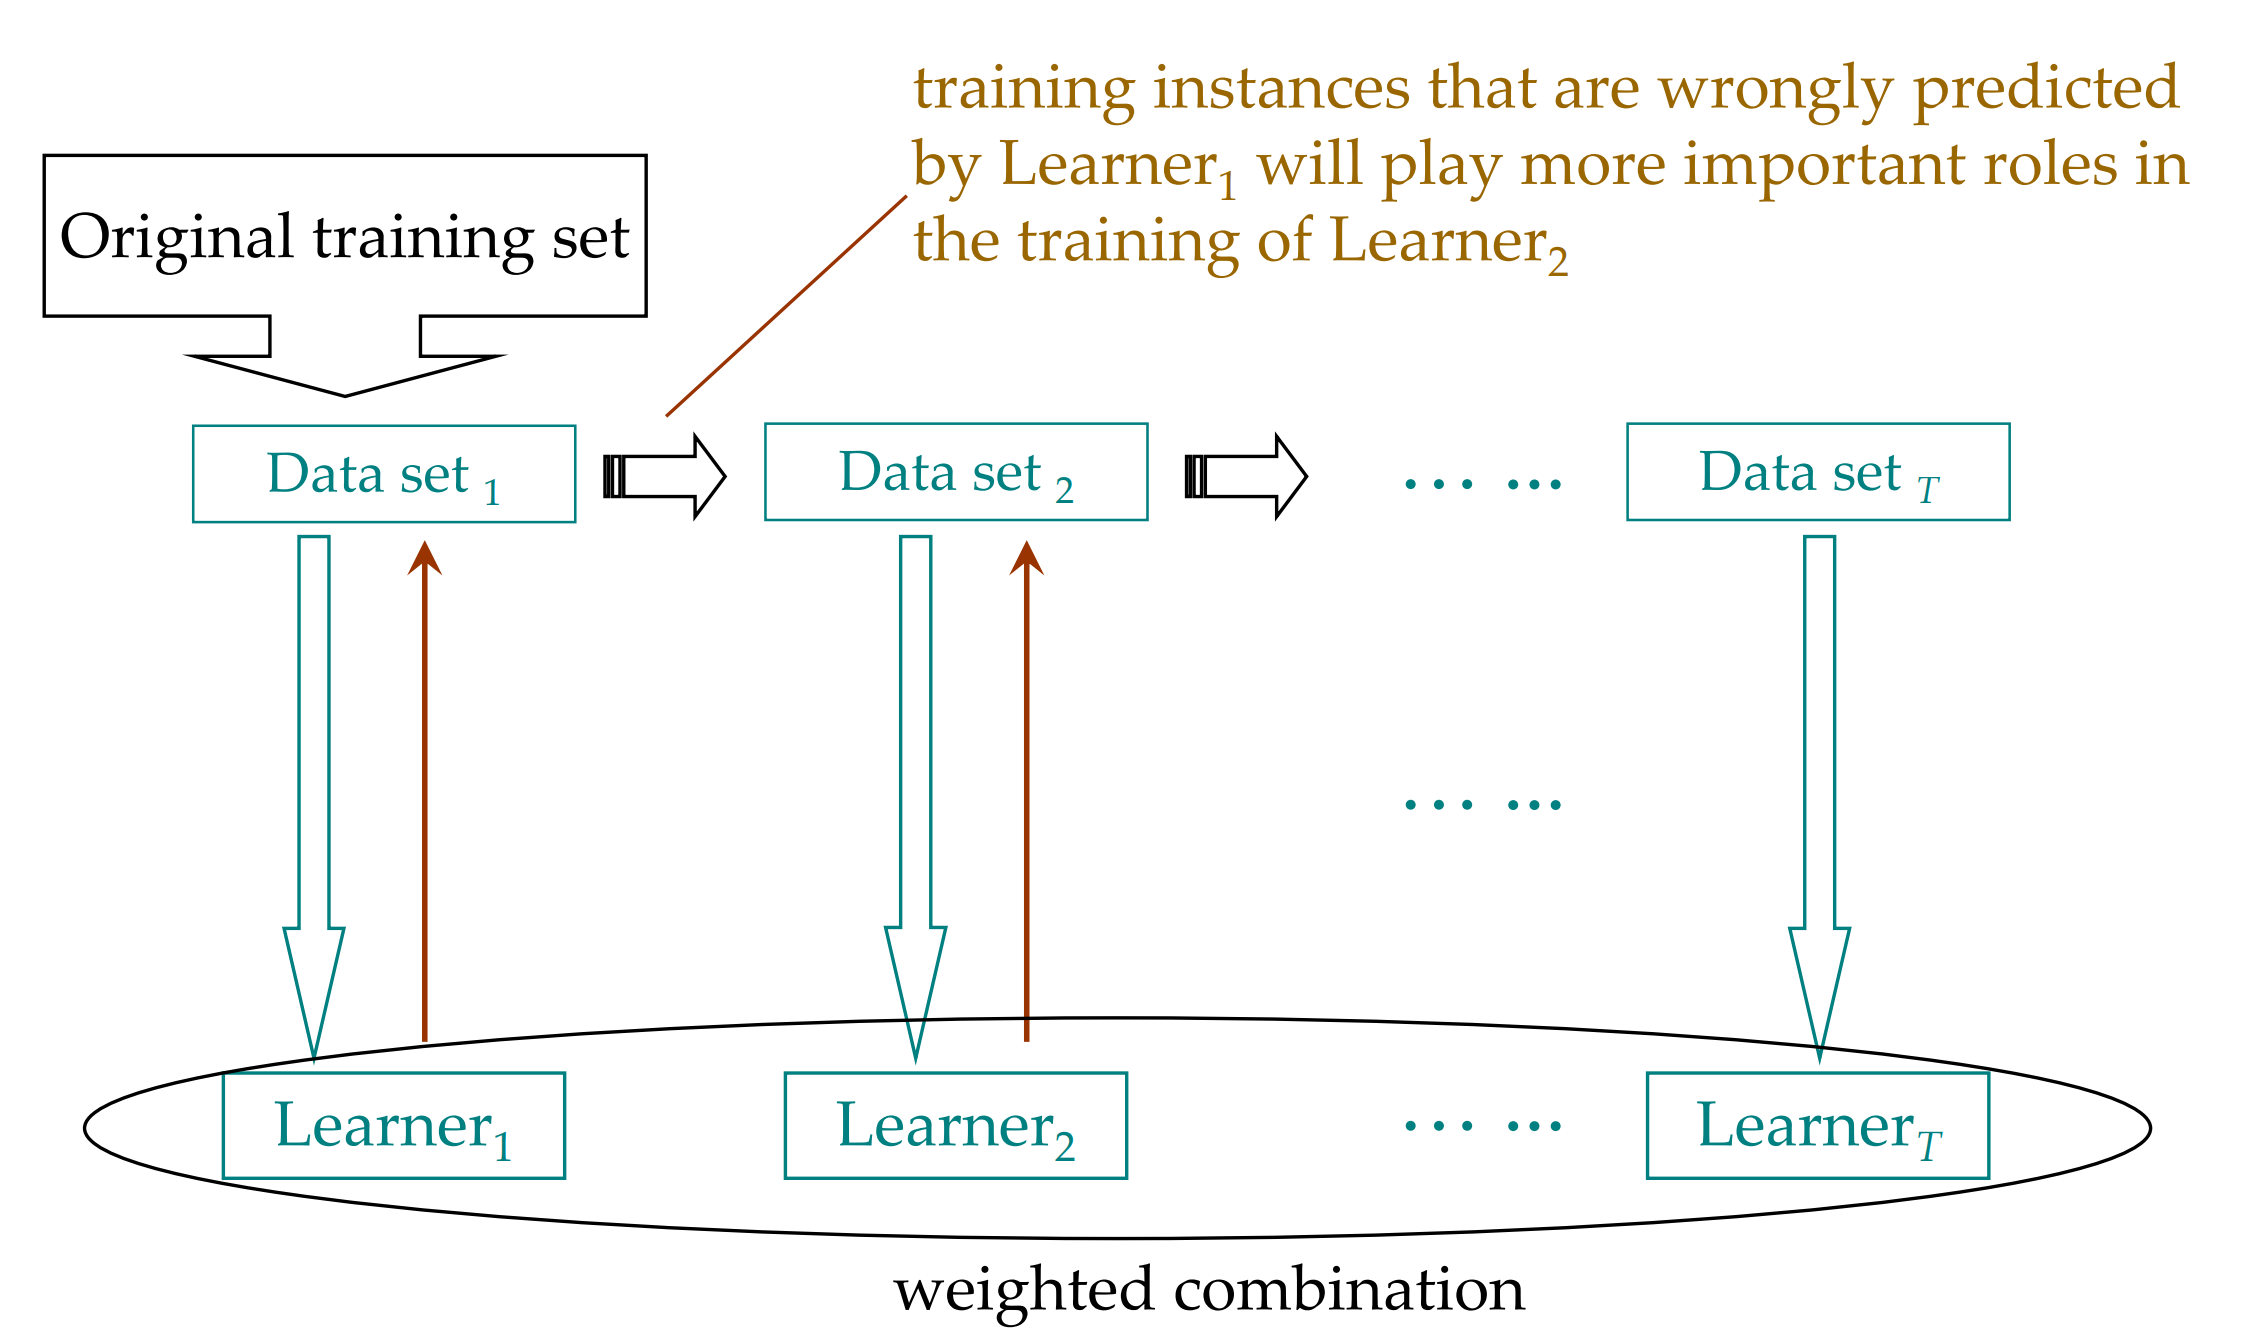 training instances that are wrongly predicted
by Learner₁ will play more important roles in
the training of Learner₂
Original training set
Data set ₁
Data set ₂
… ...
Data set T
… ...
Learner₁
Learner₂
… ...
LearnerT
weighted combination